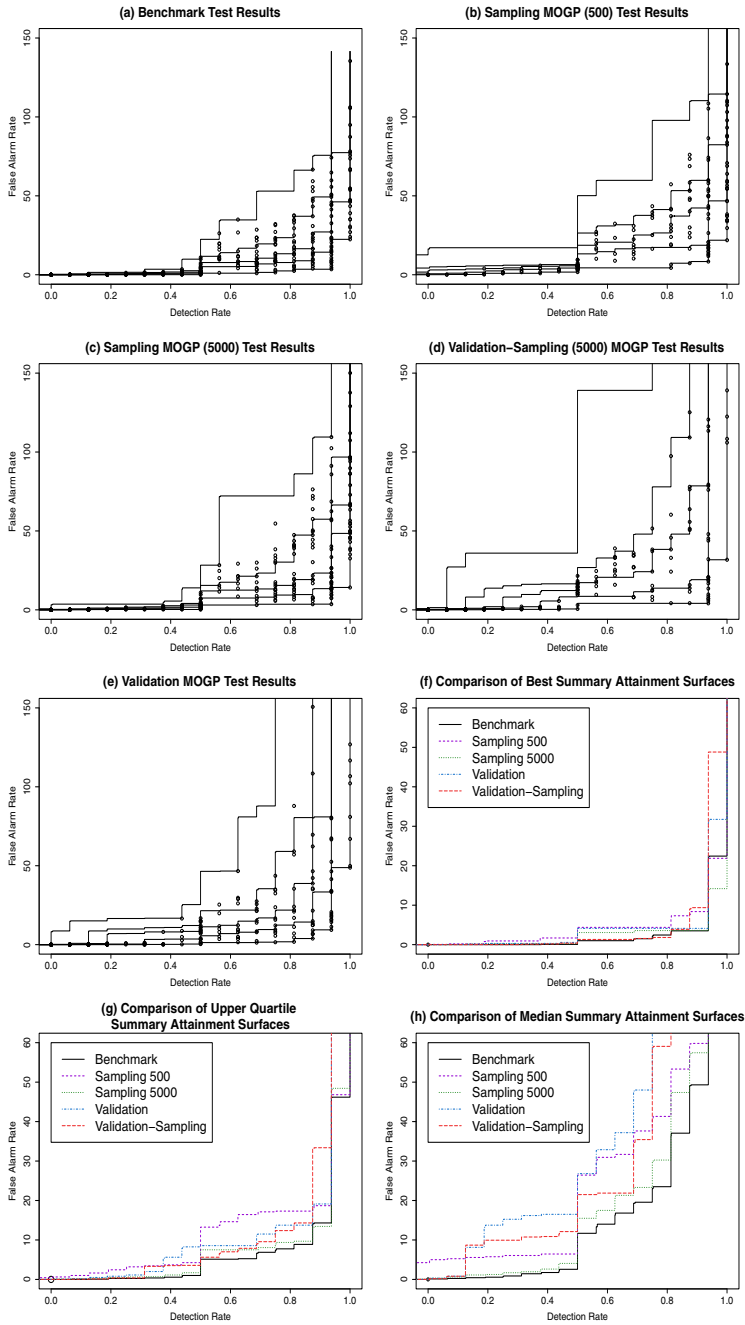 (a) Benchmark Test Results
False Alarm Rate
150
100
50
0
0.0 0.2 0.4 0.6 0.8 1.0
Detection Rate
(b) Sampling MOGP (500) Test Results
False Alarm Rate
150
100
50
0
0.0 0.2 0.4 0.6 0.8 1.0
Detection Rate
(c) Sampling MOGP (5000) Test Results
False Alarm Rate
150
100
50
0
0.0 0.2 0.4 0.6 0.8 1.0
Detection Rate
(d) Validation−Sampling (5000) MOGP Test Results
False Alarm Rate
150
100
50
0
0.0 0.2 0.4 0.6 0.8 1.0
Detection Rate
(e) Validation MOGP Test Results
False Alarm Rate
150
100
50
0
0.0 0.2 0.4 0.6 0.8 1.0
Detection Rate
(f) Comparison of Best Summary Attainment Surfaces
False Alarm Rate
60
50
40
30
20
10
0
Benchmark
Sampling 500
Sampling 5000
Validation
Validation−Sampling
0.0 0.2 0.4 0.6 0.8 1.0
Detection Rate
(g) Comparison of Upper Quartile
Summary Attainment Surfaces
False Alarm Rate
60
50
40
30
20
10
0
Benchmark
Sampling 500
Sampling 5000
Validation
Validation−Sampling
0.0 0.2 0.4 0.6 0.8 1.0
Detection Rate
(h) Comparison of Median Summary Attainment Surfaces
False Alarm Rate
60
50
40
30
20
10
0
Benchmark
Sampling 500
Sampling 5000
Validation
Validation−Sampling
0.0 0.2 0.4 0.6 0.8 1.0
Detection Rate